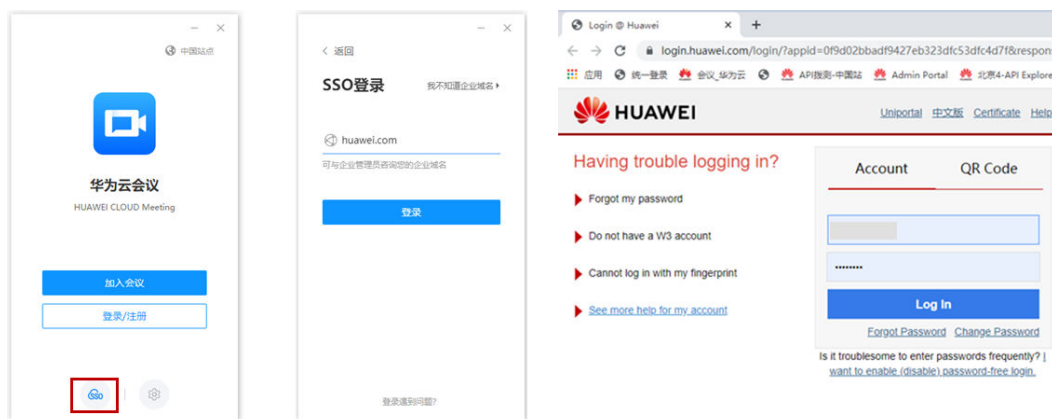 中国站点
华为云会议
HUAWEI CLOUD Meeting
加入会议
登录/注册
SSO
返回
SSO登录
我不知道企业域名
huawei.com
可与企业管理员咨询您的企业域名
登录
登录遇到问题?
Login @ Huawei
login.huawei.com/login/?appid=0f9d02bbadf9427eb323dfc53dfc4d7f&respon
应用 统一登录 会议_华为云 API搜测-中国站 Admin Portal 北京4-API Explore
HUAWEI
Uniportal 中文版 Certificate Help
Having trouble logging in?
Forgot my password
Do not have a W3 account
Cannot log in with my fingerprint
See more help for my account
Account QR Code
Log In
Forgot Password Change Password
Is it troublesome to enter passwords frequently? I
want to enable (disable) password-free login.